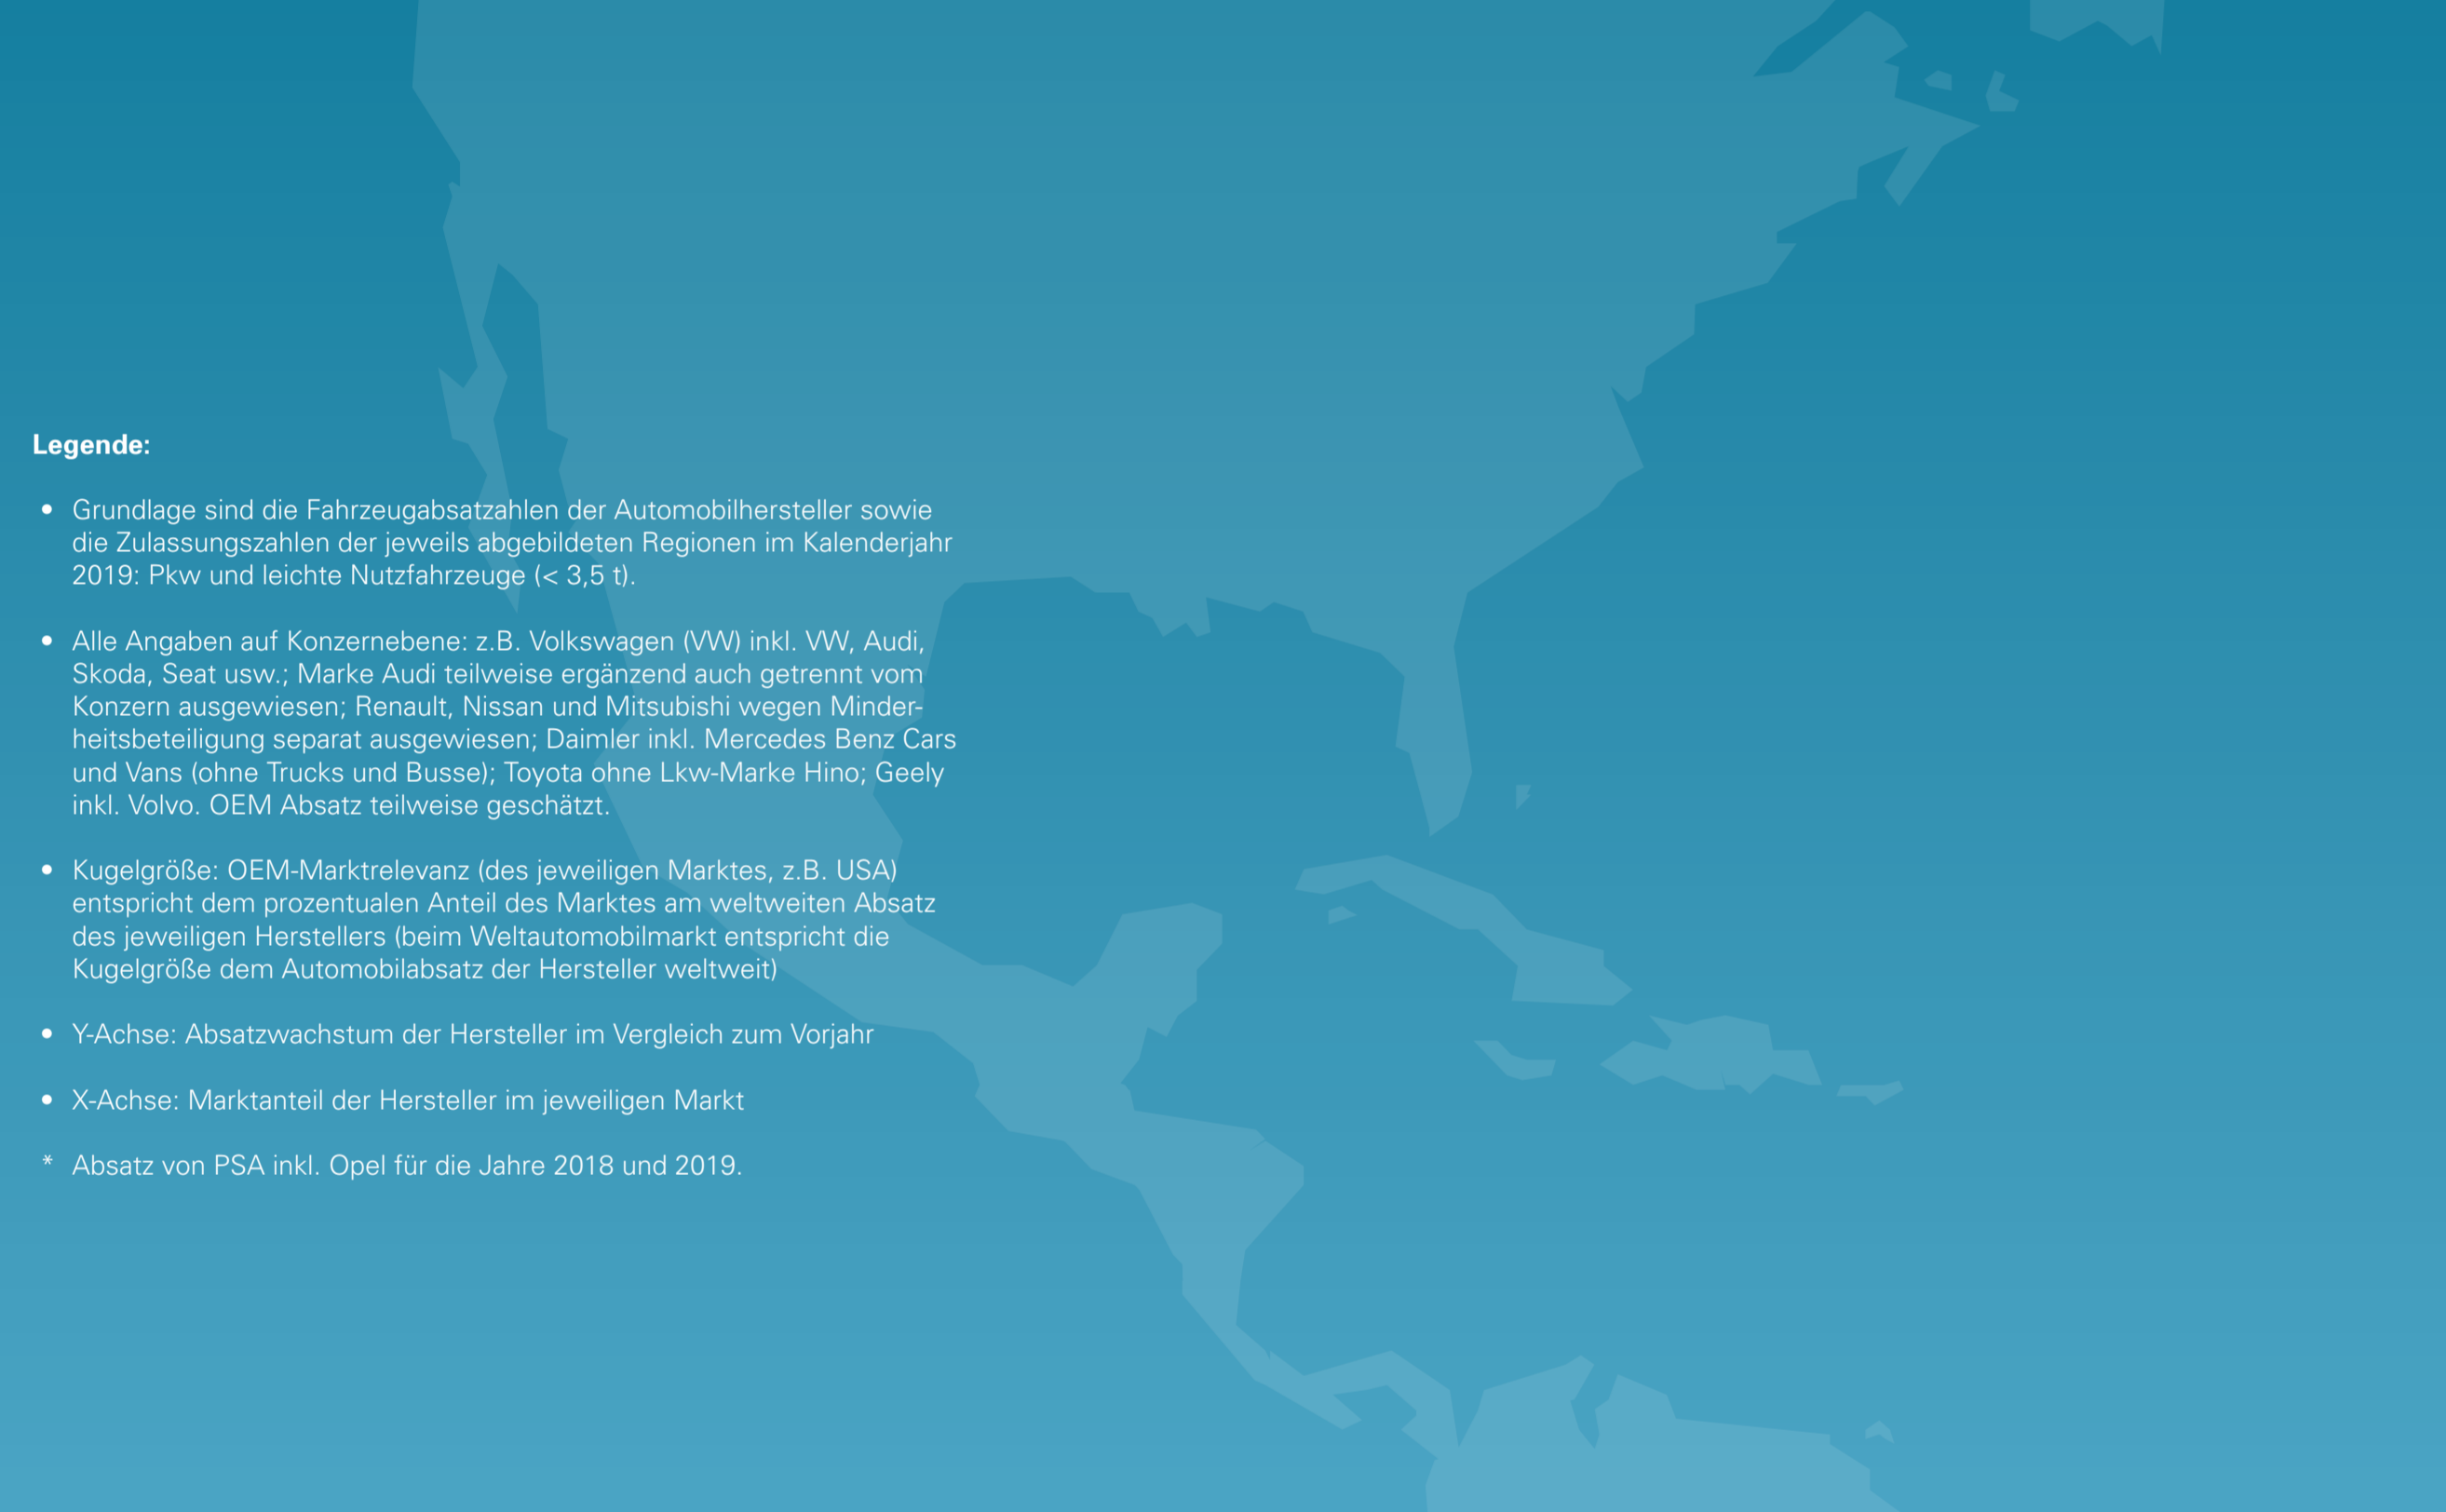 Legende:
• Grundlage sind die Fahrzeugabsatzahlen der Automobilhersteller sowie
die Zulassungszahlen der jeweils abgebildeten Regionen im Kalenderjahr
2019: Pkw und leichte Nutzfahrzeuge (< 3,5 t).
• Alle Angaben auf Konzernebene: z.B. Volkswagen (VW) inkl. VW, Audi,
Skoda, Seat usw.; Marke Audi teilweise ergänzend auch getrennt vom
Konzern ausgewiesen; Renault, Nissan und Mitsubishi wegen Minder-
heitsbeteiligung separat ausgewiesen; Daimler inkl. Mercedes Benz Cars
und Vans (ohne Trucks und Busse); Toyota ohne Lkw-Marke Hino; Geely
inkl. Volvo. OEM Absatz teilweise geschätzt.
• Kugelgröße: OEM-Marktrelevanz (des jeweiligen Marktes, z.B. USA)
entspricht dem prozentualen Anteil des Marktes am weltweiten Absatz
des jeweiligen Herstellers (beim Weltautomobilmarkt entspricht die
Kugelgröße dem Automobilabsatz der Hersteller weltweit)
• Y-Achse: Absatzwachstum der Hersteller im Vergleich zum Vorjahr
• X-Achse: Marktanteil der Hersteller im jeweiligen Markt
* Absatz von PSA inkl. Opel für die Jahre 2018 und 2019.